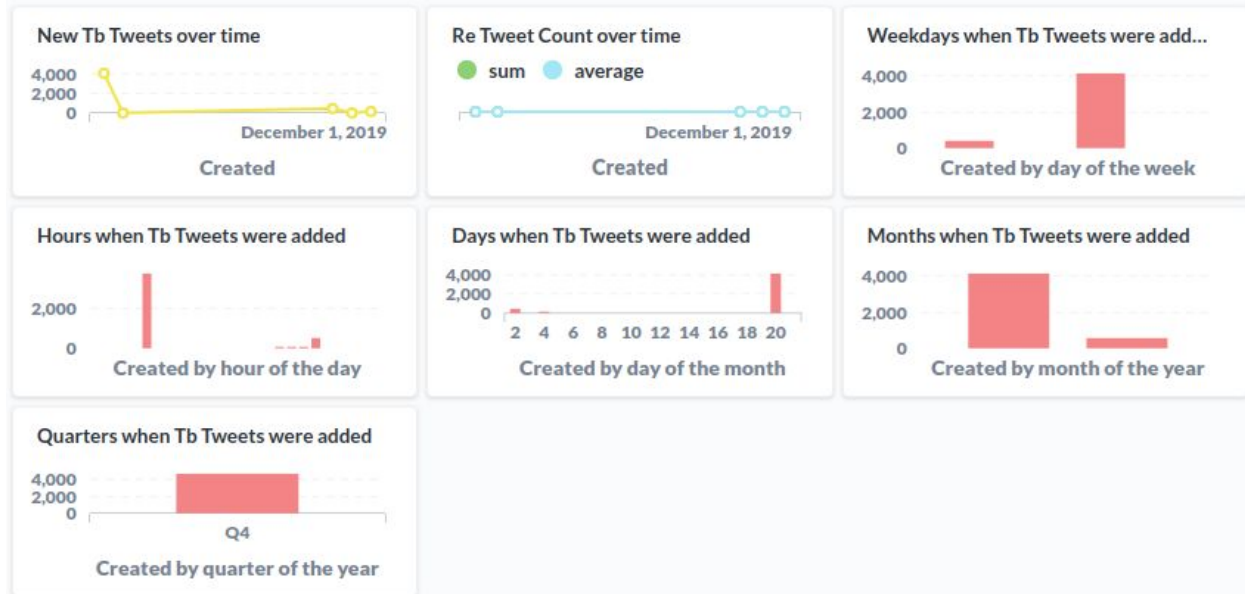 New Tb Tweets over time
4,000
2,000
0
December 1, 2019
Created
Re Tweet Count over time
sum average
December 1, 2019
Created
Weekdays when Tb Tweets were add...
4,000
2,000
0
Created by day of the week
Hours when Tb Tweets were added
2,000
0
Created by hour of the day
Days when Tb Tweets were added
4,000
2,000
0
2 4 6 8 10 12 14 16 18 20
Created by day of the month
Months when Tb Tweets were added
4,000
2,000
0
Created by month of the year
Quarters when Tb Tweets were added
4,000
2,000
0
Q4
Created by quarter of the year